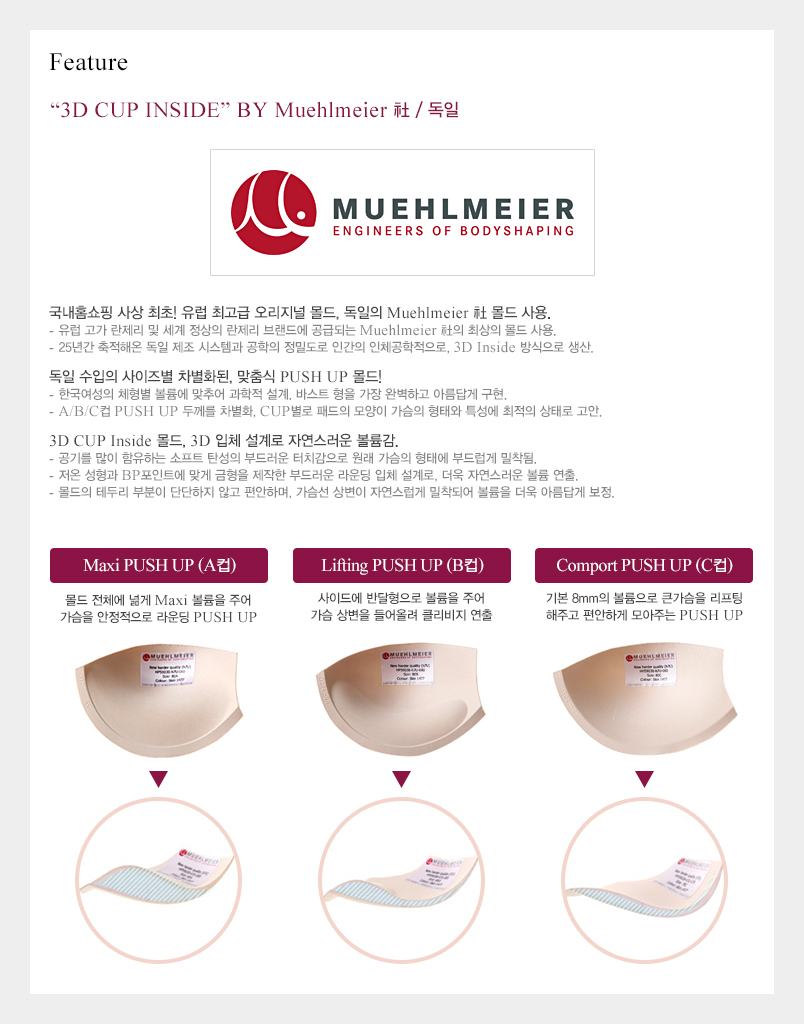 Feature
“3D CUP INSIDE” BY Muehlmeier 社 / 독일
MUEHLMEIER
ENGINEERS OF BODYSHAPING
국내홈쇼핑 사상 최초! 유럽 최고급 오리지널 몰드, 독일의 Muehlmeier 社 몰드 사용.
- 유럽 고가 란제리 및 세계 정상의 란제리 브랜드에 공급되는 Muehlmeier 社의 최상의 몰드 사용.
- 25년간 축적해온 독일 제조 시스템과 공학의 정밀도로 인간의 인체공학적으로, 3D Inside 방식으로 생산.
독일 수입의 사이즈별 차별화된, 맞춤식 PUSH UP 몰드!
- 한국여성의 체형별 볼륨에 맞추어 과학적 설계. 바스트 형을 가장 완벽하고 아름답게 구현.
- A/B/C컵 PUSH UP 두께를 차별화, CUP별로 패드의 모양이 가슴의 형태와 특성에 최적의 상태로 고안.
3D CUP Inside 몰드, 3D 입체 설계로 자연스러운 볼륨감.
- 공기를 많이 함유하는 소프트 탄성의 부드러운 터치감으로 원래 가슴의 형태에 부드럽게 밀착됨.
- 저온 성형과 BP포인트에 맞게 금형을 제작한 부드러운 라운딩 입체 설계로, 더욱 자연스러운 볼륨 연출.
- 몰드의 테두리 부분이 단단하지 않고 편안하며, 가슴선 상변이 자연스럽게 밀착되어 볼륨을 더욱 아름답게 보정.
Maxi PUSH UP (A컵)
몰드 전체에 넓게 Maxi 볼륨을 주어
가슴을 안정적으로 라운딩 PUSH UP
MUEHLMEIER
MUEHLMEIER
Lifting PUSH UP (B컵)
사이드에 반달형으로 볼륨을 주어
가슴 상변을 들어올려 클리비지 연출
MUEHLMEIER
MUEHLMEIER
Comport PUSH UP (C컵)
기본 8mm의 볼륨으로 큰가슴을 리프팅
해주고 편안하게 모아주는 PUSH UP
MUEHLMEIER
MUEHLMEIER